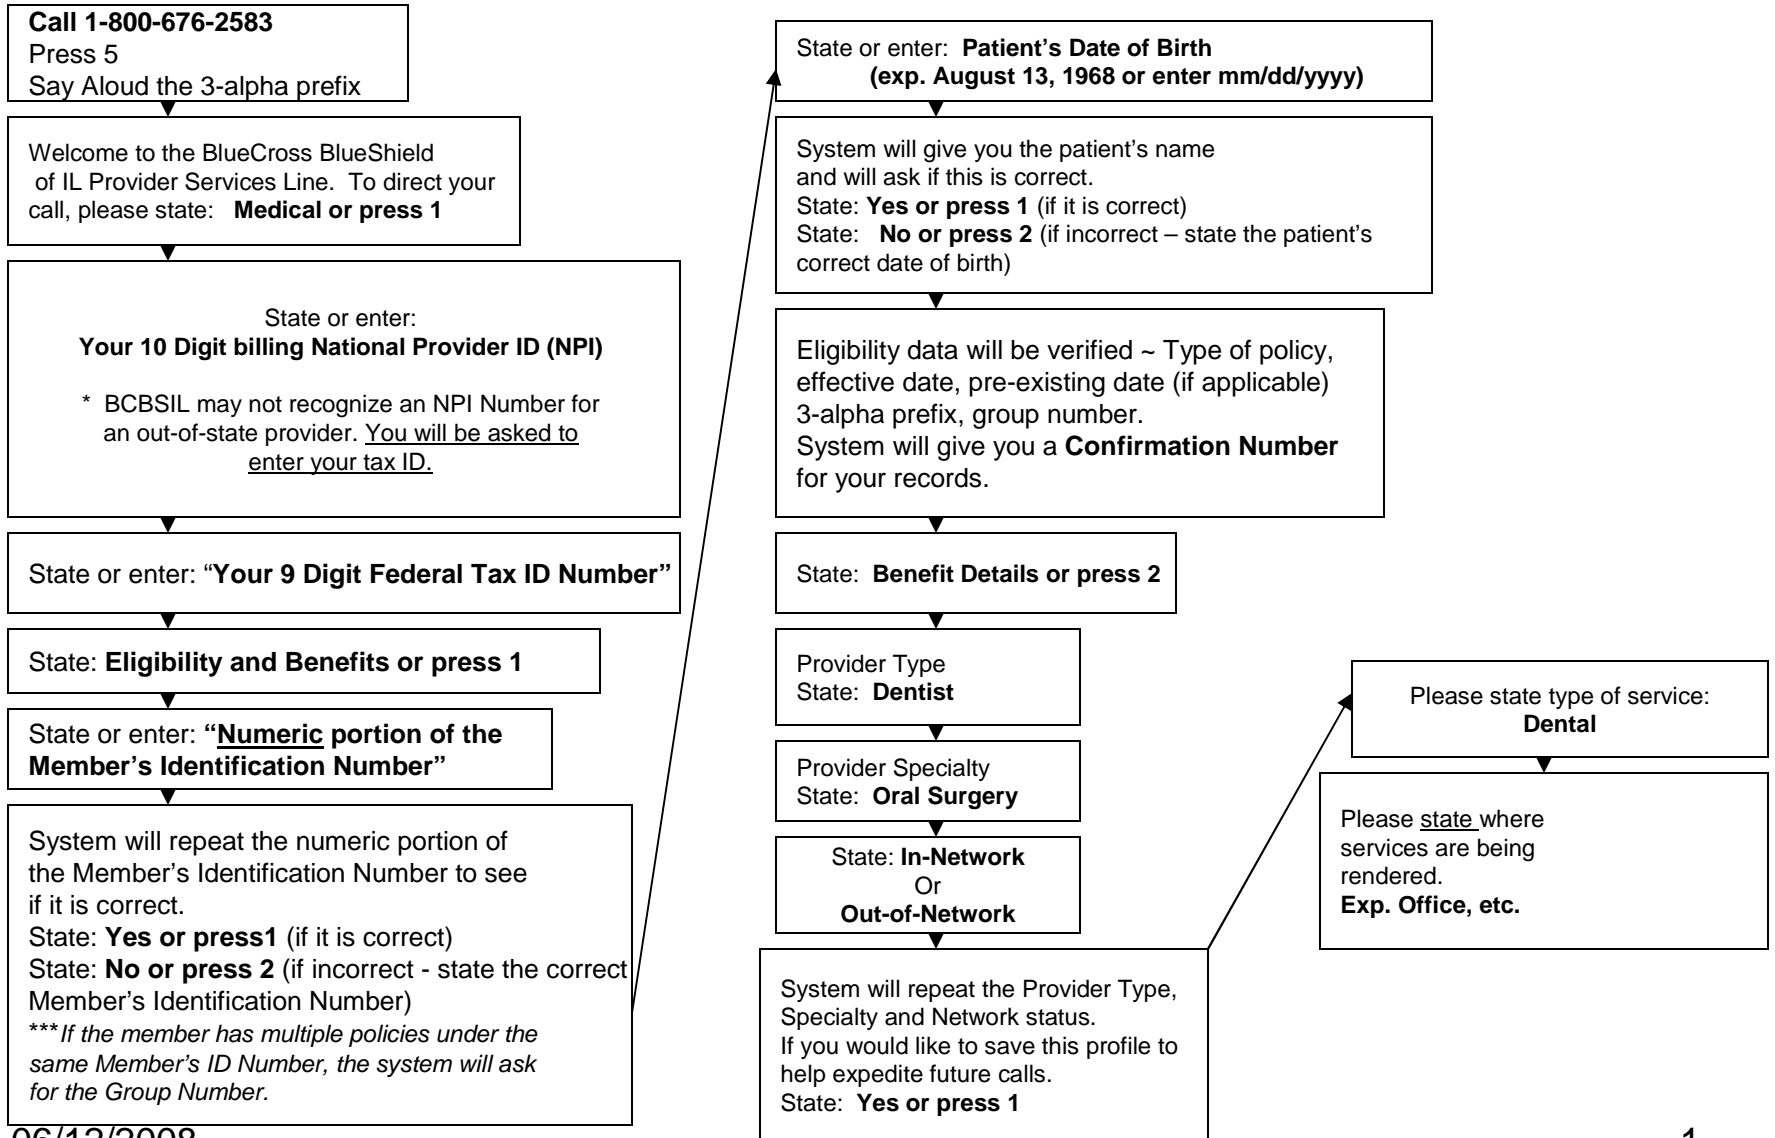 Call 1-800-676-2583
Press 5
Say Aloud the 3-alpha prefix
Welcome to the BlueCross BlueShield
of IL Provider Services Line. To direct your
call, please state: Medical or press 1
State or enter:
Your 10 Digit billing National Provider ID (NPI)
* BCBSIL may not recognize an NPI Number for
an out-of-state provider. You will be asked to
enter your tax ID.
State or enter: “Your 9 Digit Federal Tax ID Number”
State: Eligibility and Benefits or press 1
State or enter: “Numeric portion of the
Member’s Identification Number”
System will repeat the numeric portion of
the Member’s Identification Number to see
if it is correct.
State: Yes or press1 (if it is correct)
State: No or press 2 (if incorrect - state the correct
Member’s Identification Number)
***If the member has multiple policies under the
same Member’s ID Number, the system will ask
for the Group Number.
State or enter: Patient’s Date of Birth
(exp. August 13, 1968 or enter mm/dd/yyyy)
System will give you the patient’s name
and will ask if this is correct.
State: Yes or press 1 (if it is correct)
State: No or press 2 (if incorrect – state the patient’s
correct date of birth)
Eligibility data will be verified ~ Type of policy,
effective date, pre-existing date (if applicable)
3-alpha prefix, group number.
System will give you a Confirmation Number
for your records.
State: Benefit Details or press 2
Provider Type
State: Dentist
Provider Specialty
State: Oral Surgery
State: In-Network
Or
Out-of-Network
System will repeat the Provider Type,
Specialty and Network status.
If you would like to save this profile to
help expedite future calls.
State: Yes or press 1
Please state type of service:
Dental
Please state where
services are being
rendered.
Exp. Office, etc.
1